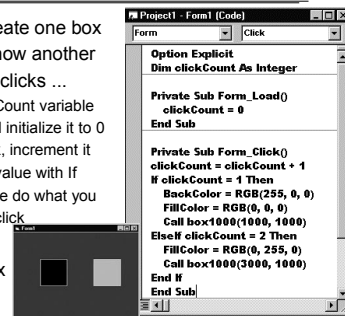 eate one box
now another
clicks ...
Count variable
l initialize it to 0
k, increment it
value with If
e do what you
click
x
Project1 - Form1 (Code)
Form Click
Option Explicit
Dim clickCount As Integer
Private Sub Form_Load()
clickCount = 0
End Sub
Private Sub Form_Click()
clickCount = clickCount + 1
If clickCount = 1 Then
BackColor = RGB(255, 0, 0)
FillColor = RGB(0, 0, 0)
Call box1000(1000, 1000)
ElseIf clickCount = 2 Then
FillColor = RGB(0, 255, 0)
Call box1000(3000, 1000)
End If
End Sub
Form1